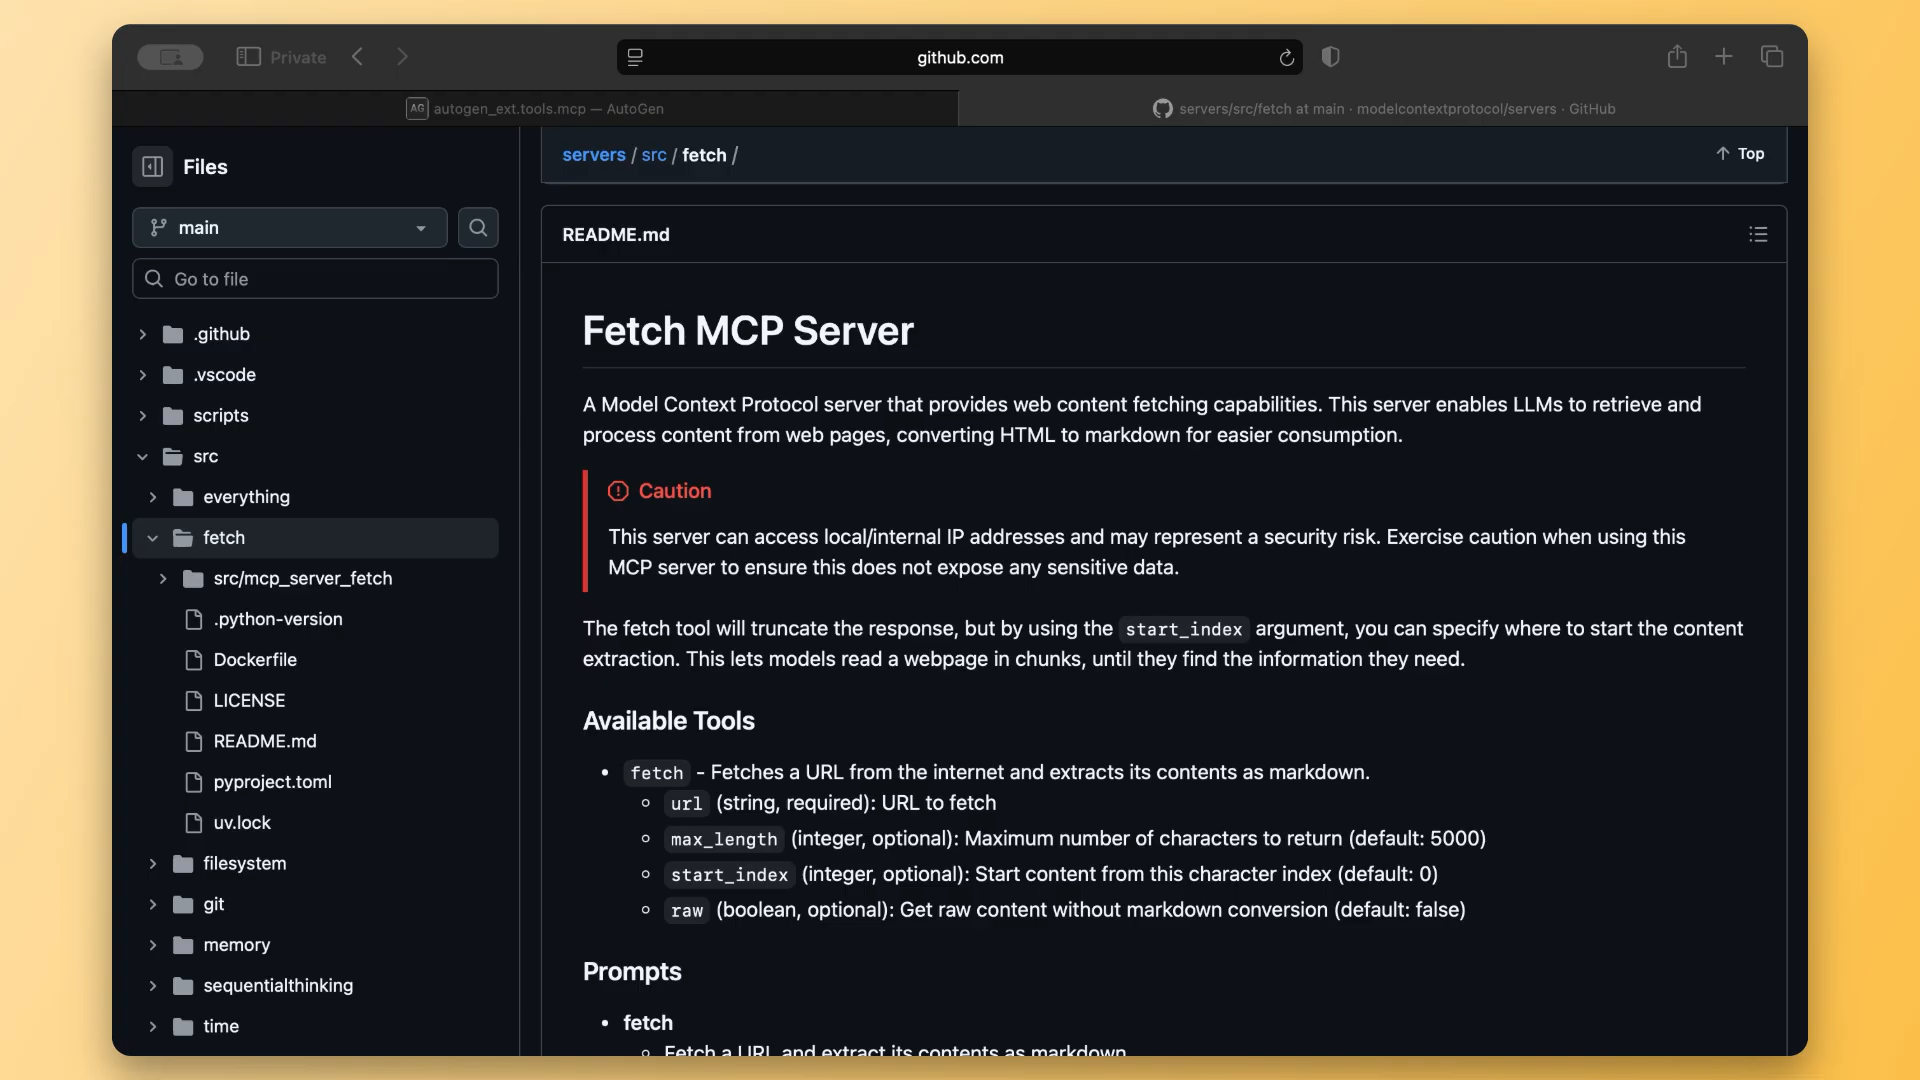 Private
github.com
AG autogen_ext.tools.mcp — AutoGen
servers/src/fetch at main · modelcontextprotocol/servers · GitHub
Files
main
Go to file
.github
.vscode
scripts
src
everything
fetch
src/mcp_server_fetch
.python-version
Dockerfile
LICENSE
README.md
pyproject.toml
uv.lock
filesystem
git
memory
sequentialthinking
time
servers / src / fetch /
Top
README.md
Fetch MCP Server
A Model Context Protocol server that provides web content fetching capabilities. This server enables LLMs to retrieve and
process content from web pages, converting HTML to markdown for easier consumption.
Caution
This server can access local/internal IP addresses and may represent a security risk. Exercise caution when using this
MCP server to ensure this does not expose any sensitive data.
The fetch tool will truncate the response, but by using the start_index argument, you can specify where to start the content
extraction. This lets models read a webpage in chunks, until they find the information they need.
Available Tools
• fetch - Fetches a URL from the internet and extracts its contents as markdown.
◦ url (string, required): URL to fetch
◦ max_length (integer, optional): Maximum number of characters to return (default: 5000)
◦ start_index (integer, optional): Start content from this character index (default: 0)
◦ raw (boolean, optional): Get raw content without markdown conversion (default: false)
Prompts
• fetch
◦ Fetch a URL and extract its contents as markdown